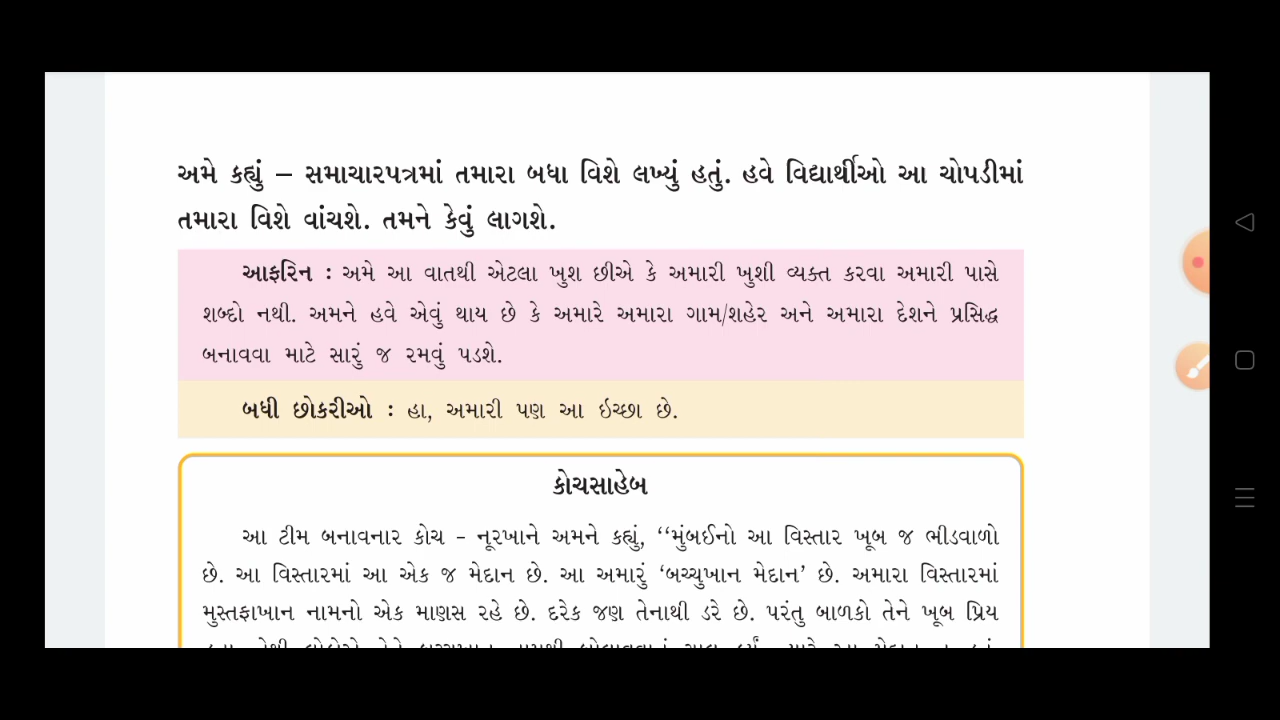 અમે કહ્યું – સમાચારપત્રમાં તમારા બધા વિશે લખ્યું હતું. હવે વિદ્યાર્થીઓ આ ચોપડીમાં
તમારા વિશે વાંચશે. તમને કેવું લાગશે.
આફરિન : અમે આ વાતથી એટલા ખુશ છીએ કે અમારી ખુશી વ્યક્ત કરવા અમારી પાસે
શબ્દો નથી. અમને હવે એવું થાય છે કે અમારે અમારા ગામ/શહેર અને અમારા દેશને પ્રસિદ્ધ
બનાવવા માટે સારું જ રમવું પડશે.
બધી છોકરીઓ : હા, અમારી પણ આ ઇચ્છા છે.
કોચસાહેબ
આ ટીમ બનાવનાર કોચ - નૂરખાને અમને કહ્યું, ‘‘મુંબઈનો આ વિસ્તાર ખૂબ જ ભીડવાળો
છે. આ વિસ્તારમાં આ એક જ મેદાન છે. આ અમારું ‘બચ્ચુખાન મેદાન’ છે. અમારા વિસ્તારમાં
મુસ્તફાખાન નામનો એક માણસ રહે છે. દરેક જણ તેનાથી ડરે છે. પરંતુ બાળકો તેને ખૂબ પ્રિય